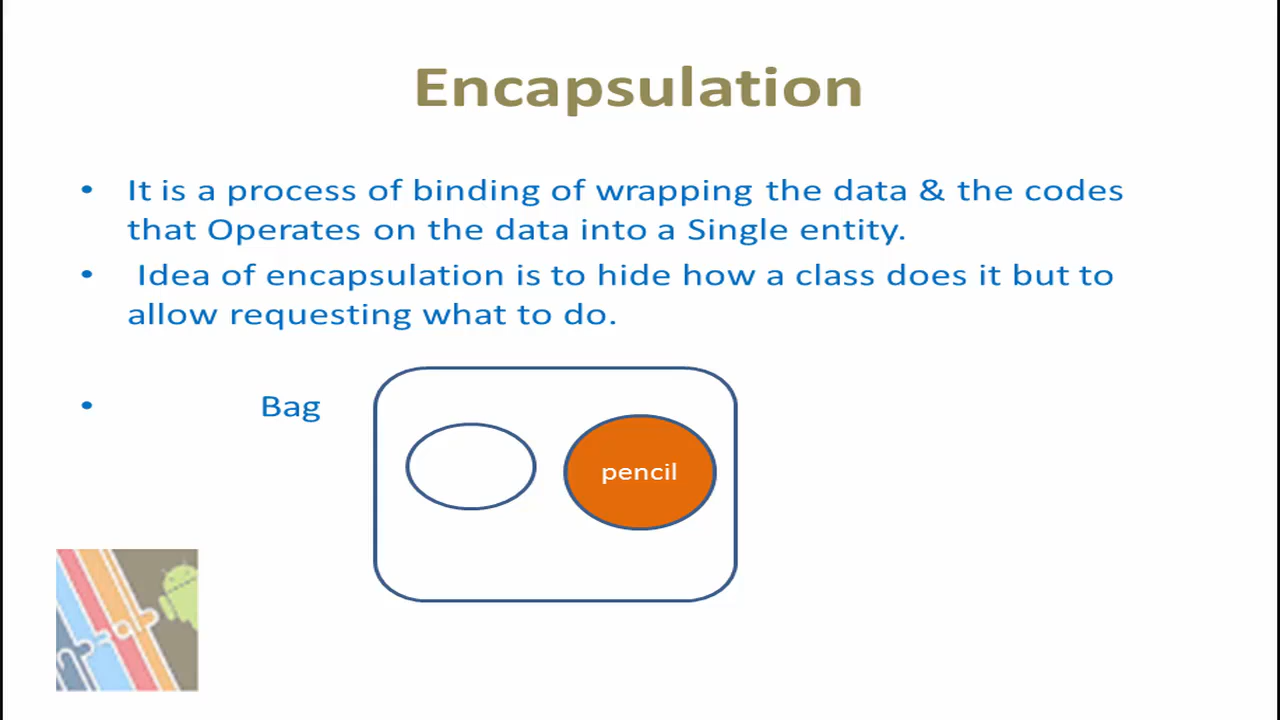 Encapsulation
• It is a process of binding of wrapping the data & the codes
that Operates on the data into a Single entity.
• Idea of encapsulation is to hide how a class does it but to
allow requesting what to do.
• Bag
pencil